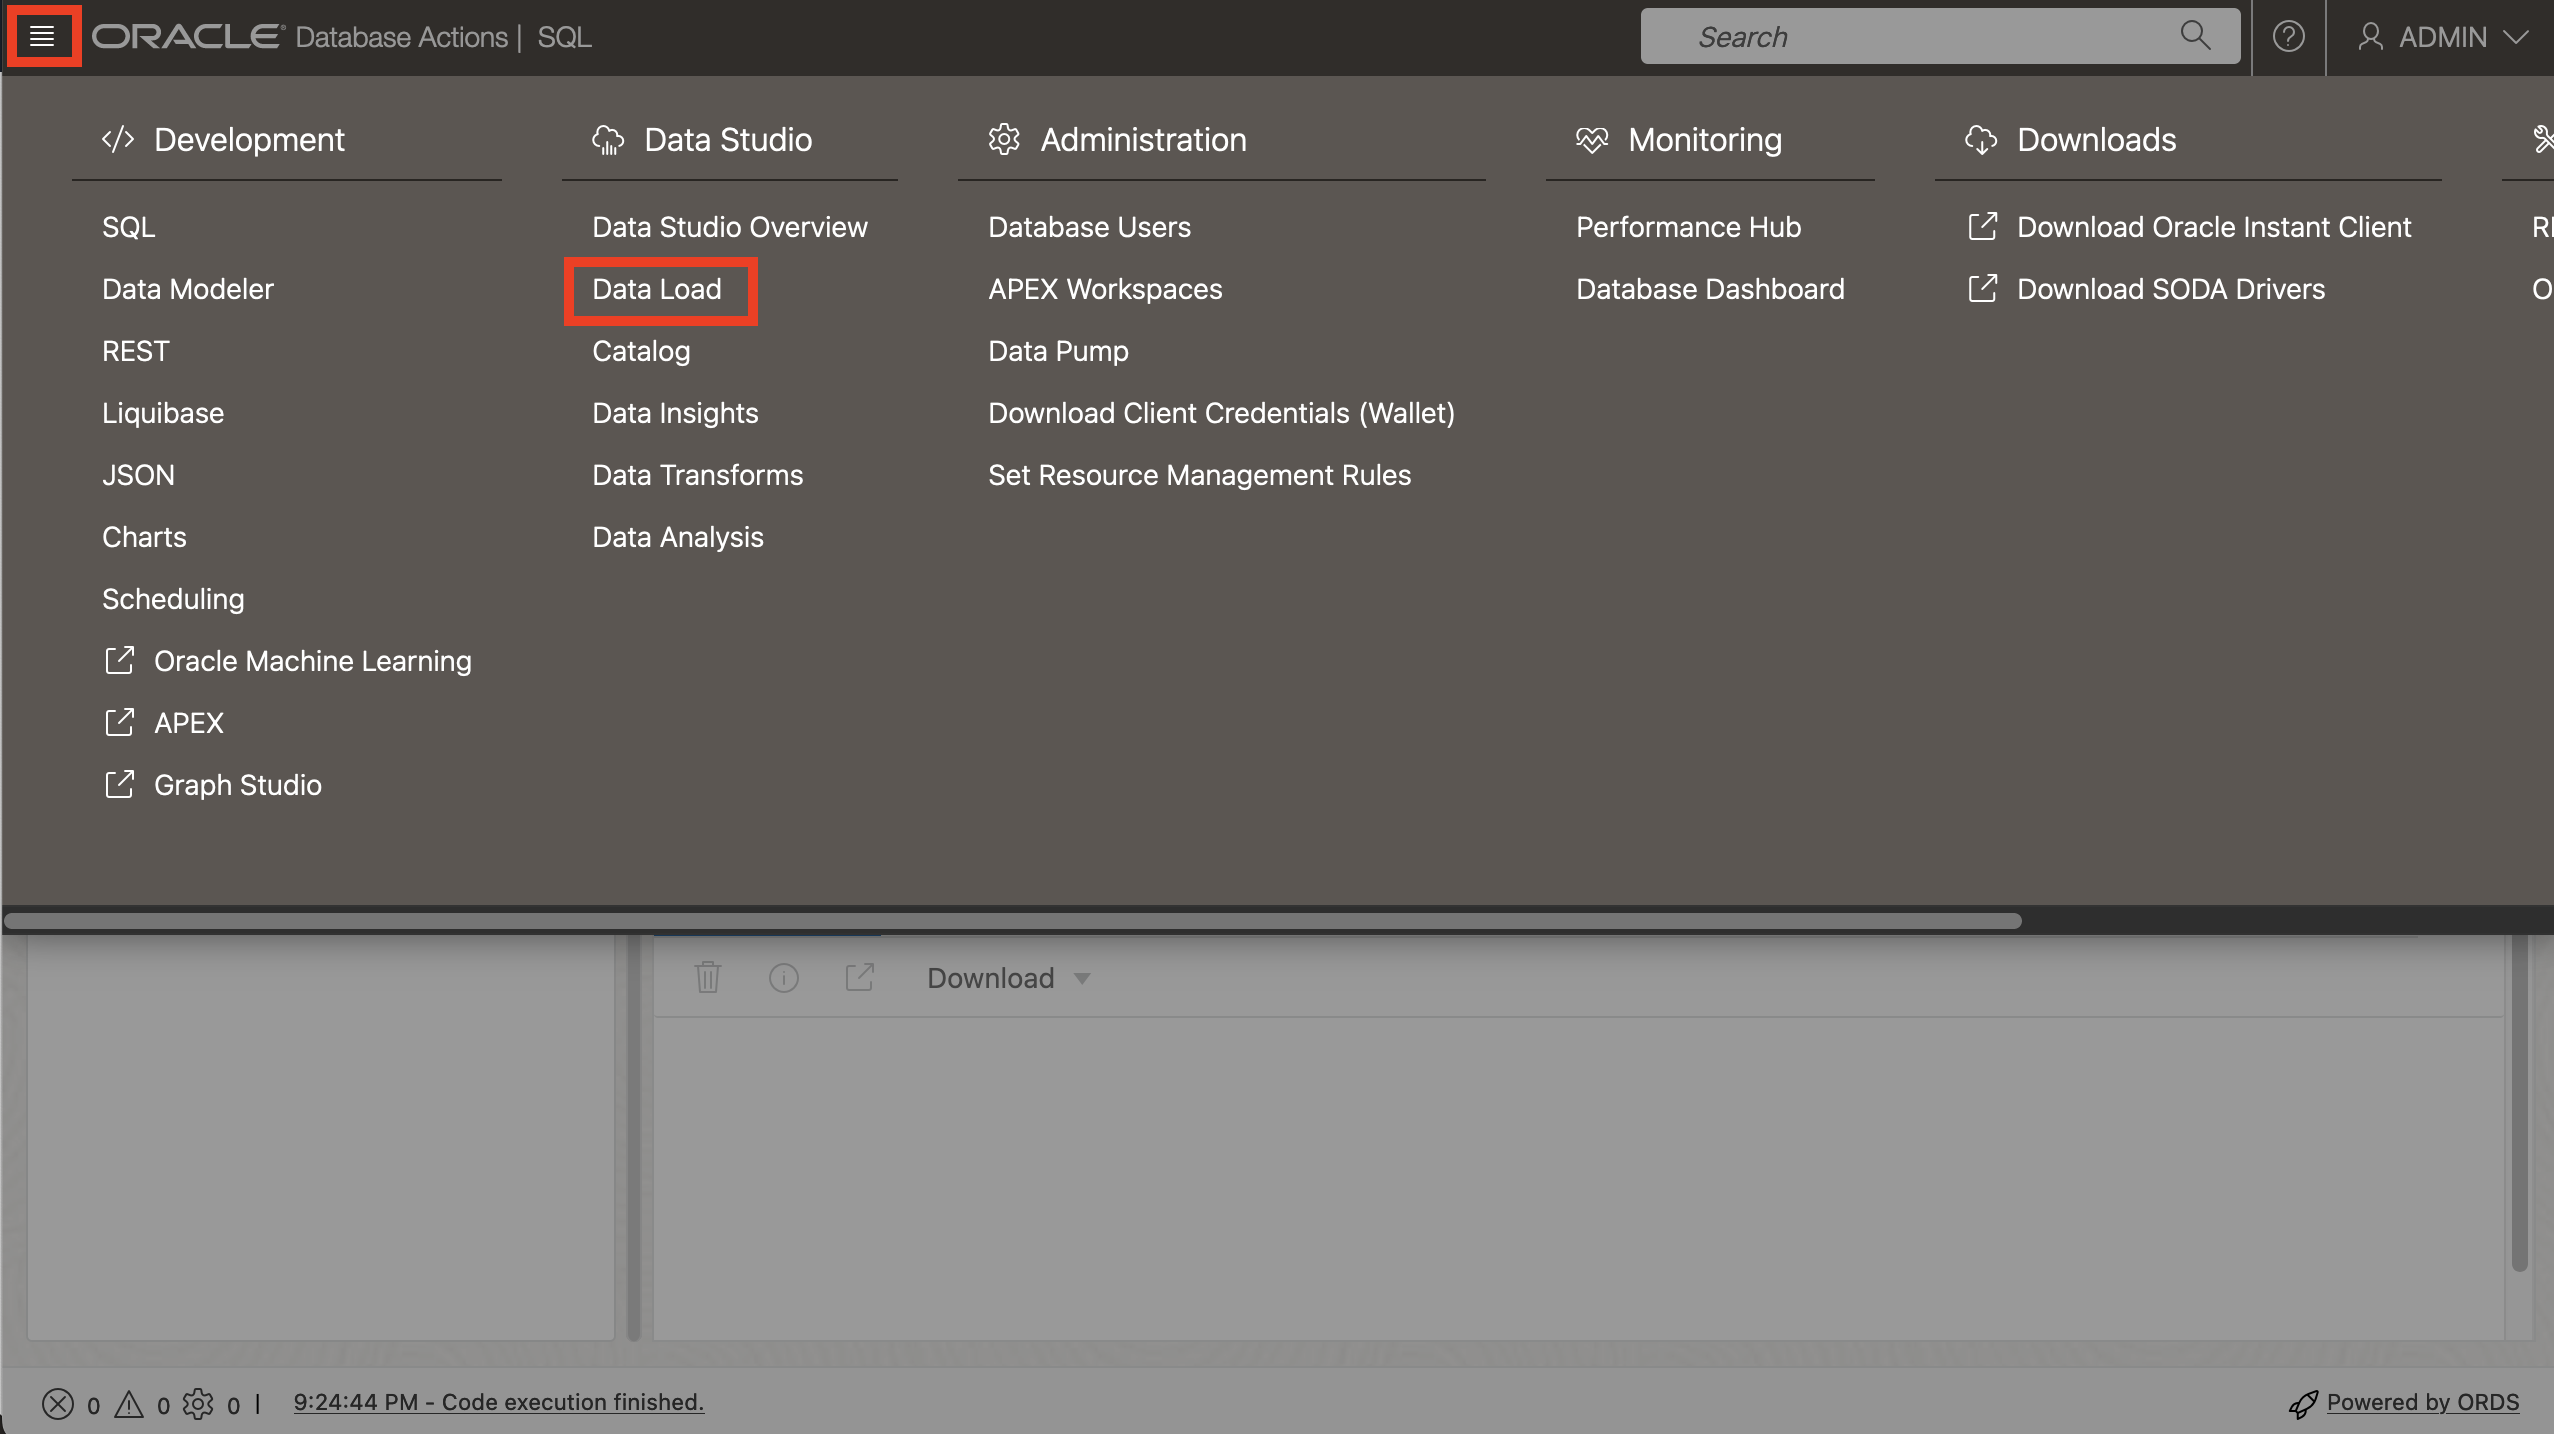 ORACLE® Database Actions | SQL
Search
ADMIN
Development
SQL
Data Modeler
REST
Liquibase
JSON
Charts
Scheduling
Oracle Machine Learning
APEX
Graph Studio
Data Studio
Data Studio Overview
Data Load
Catalog
Data Insights
Data Transforms
Data Analysis
Administration
Database Users
APEX Workspaces
Data Pump
Download Client Credentials (Wallet)
Set Resource Management Rules
Monitoring
Performance Hub
Database Dashboard
Downloads
Download Oracle Instant Client
Download SODA Drivers
Download
0 0 0 | 9:24:44 PM - Code execution finished.
Powered by ORDS